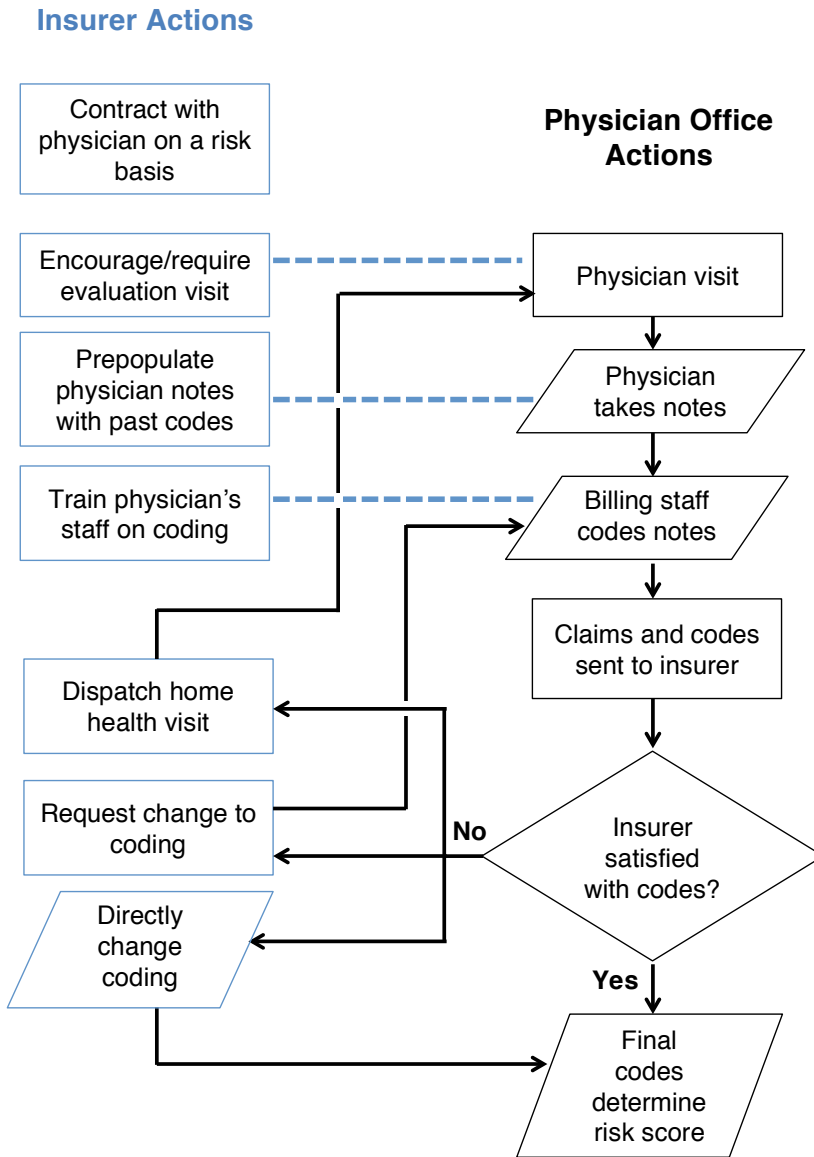 Insurer Actions
Contract with
physician on a risk
basis
Physician Office
Actions
Encourage/require
evaluation visit
Physician visit
Prepopulate
physician notes
with past codes
Physician
takes notes
Train physician's
staff on coding
Billing staff
codes notes
Claims and codes
sent to insurer
Dispatch home
health visit
Request change to
coding
No
Insurer
satisfied
with codes?
Directly
change
coding
Yes
Final
codes
determine
risk score